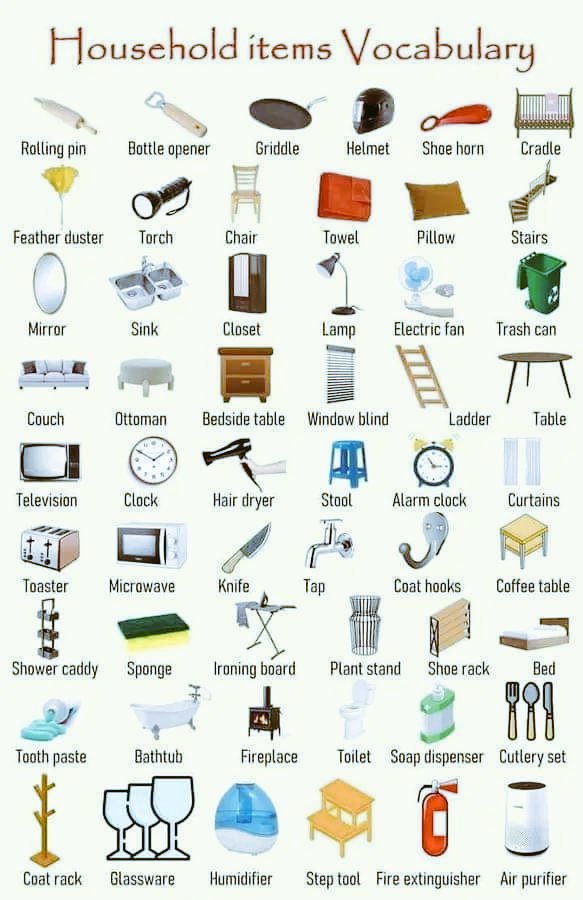 Household items Vocabulary
Rolling pin Bottle opener Griddle Helmet Shoe horn Cradle
Feather duster Torch Chair Towel Pillow Stairs
Mirror Sink Closet Lamp Electric fan Trash can
Couch Ottoman Bedside table Window blind Ladder Table
Television Clock Hair dryer Stool Alarm clock Curtains
Toaster Microwave Knife Tap Coat hooks Coffee table
Shower caddy Sponge Ironing board Plant stand Shoe rack Bed
Tooth paste Bathtub Fireplace Toilet Soap dispenser Cutlery set
Coat rack Glassware Humidifier Step tool Fire extinguisher Air purifier